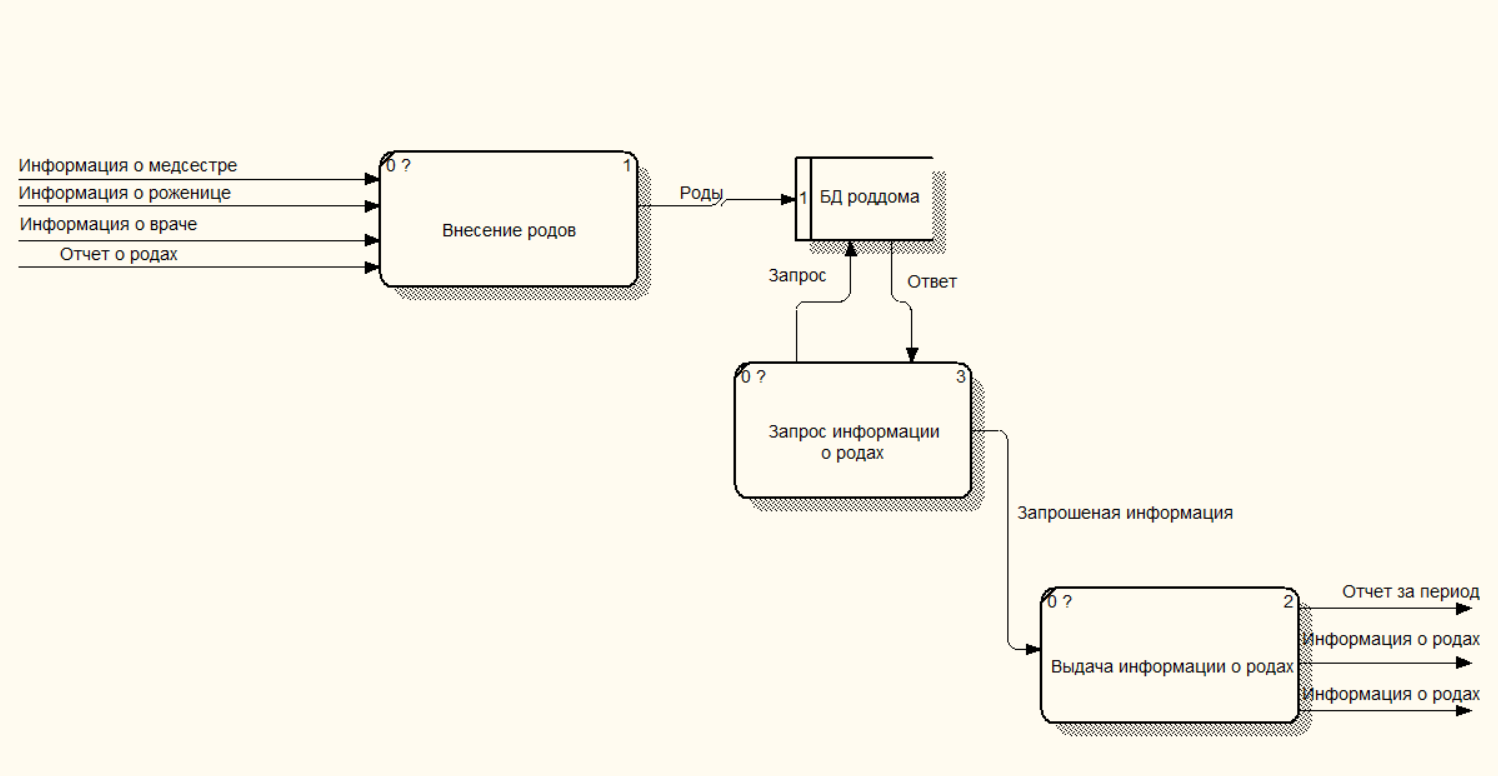 Информация о медсестре
Информация о роженице
Информация о враче
Отчет о родах
0 ?
1
Внесение родов
Роды
1
БД роддома
Запрос
Ответ
0 ?
3
Запрос информации
о родах
Запрошеная информация
0 ?
2
Выдача информации о родах
Отчет за период
Информация о родах
Информация о родах